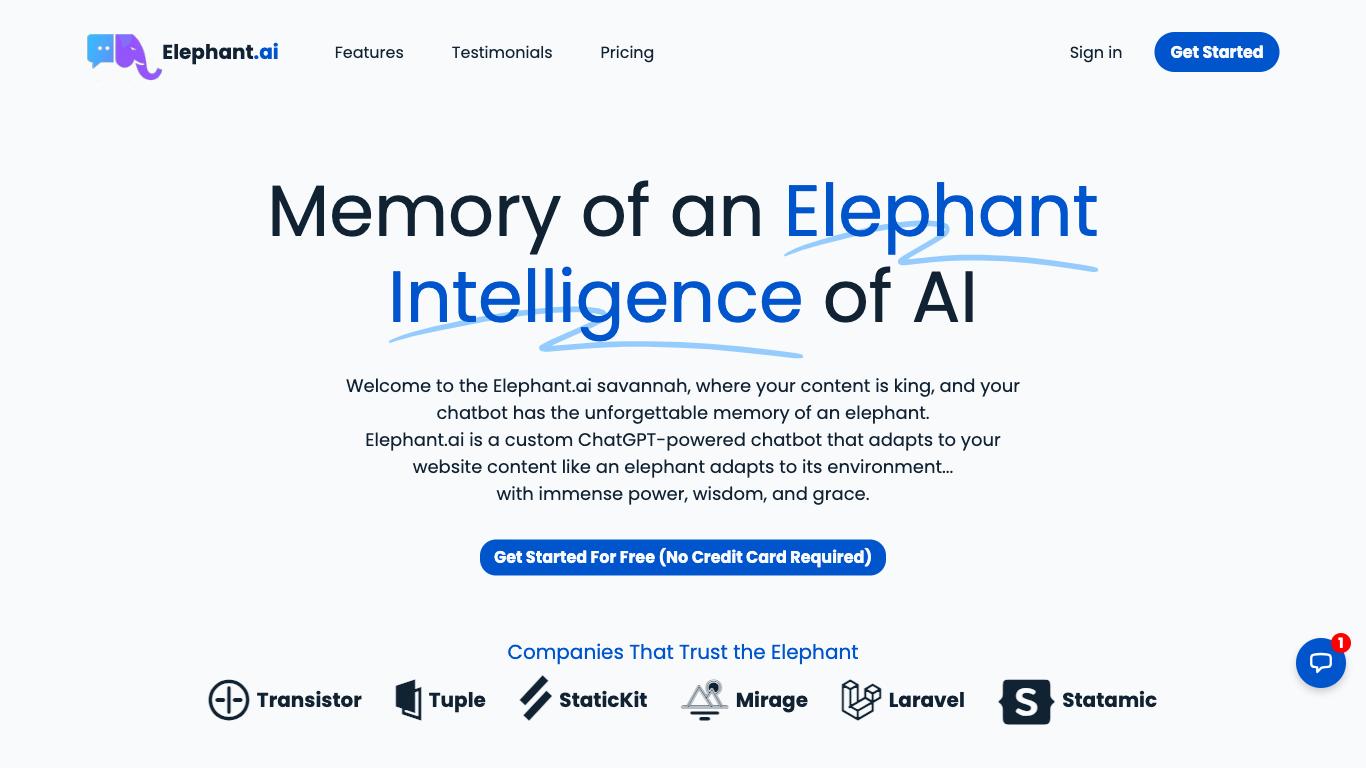 Elephant.ai
Features
Testimonials
Pricing
Sign in
Get Started
Memory of an Elephant
Intelligence of AI
Welcome to the Elephant.ai savannah, where your content is king, and your
chatbot has the unforgettable memory of an elephant.
Elephant.ai is a custom ChatGPT-powered chatbot that adapts to your
website content like an elephant adapts to its environment...
with immense power, wisdom, and grace.
Get Started For Free (No Credit Card Required)
Companies That Trust the Elephant
Transistor
Tuple
StaticKit
Mirage
Laravel
S Statamic
1